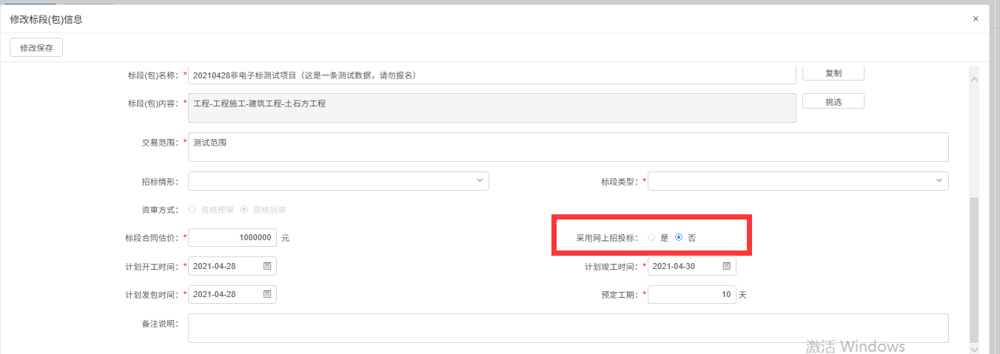 修改标段(包)信息
×
修改保存
标段(包)名称：* 20210428非电子标测试项目（这是一条测试数据，请勿报名） 复制
标段(包)内容：* 工程-工程施工-建筑工程-土石方工程 挑选
交易范围：* 测试范围
招标情形： 标段类型：*
资审方式： 资格预审 资格后审
标段合同估价：* 1000000 元 采用网上招投标： 是 否
计划开工时间：* 2021-04-28 计划竣工时间：* 2021-04-30
计划发包时间：* 2021-04-28 预定工期：* 10 天
备注说明：
激活 Windows